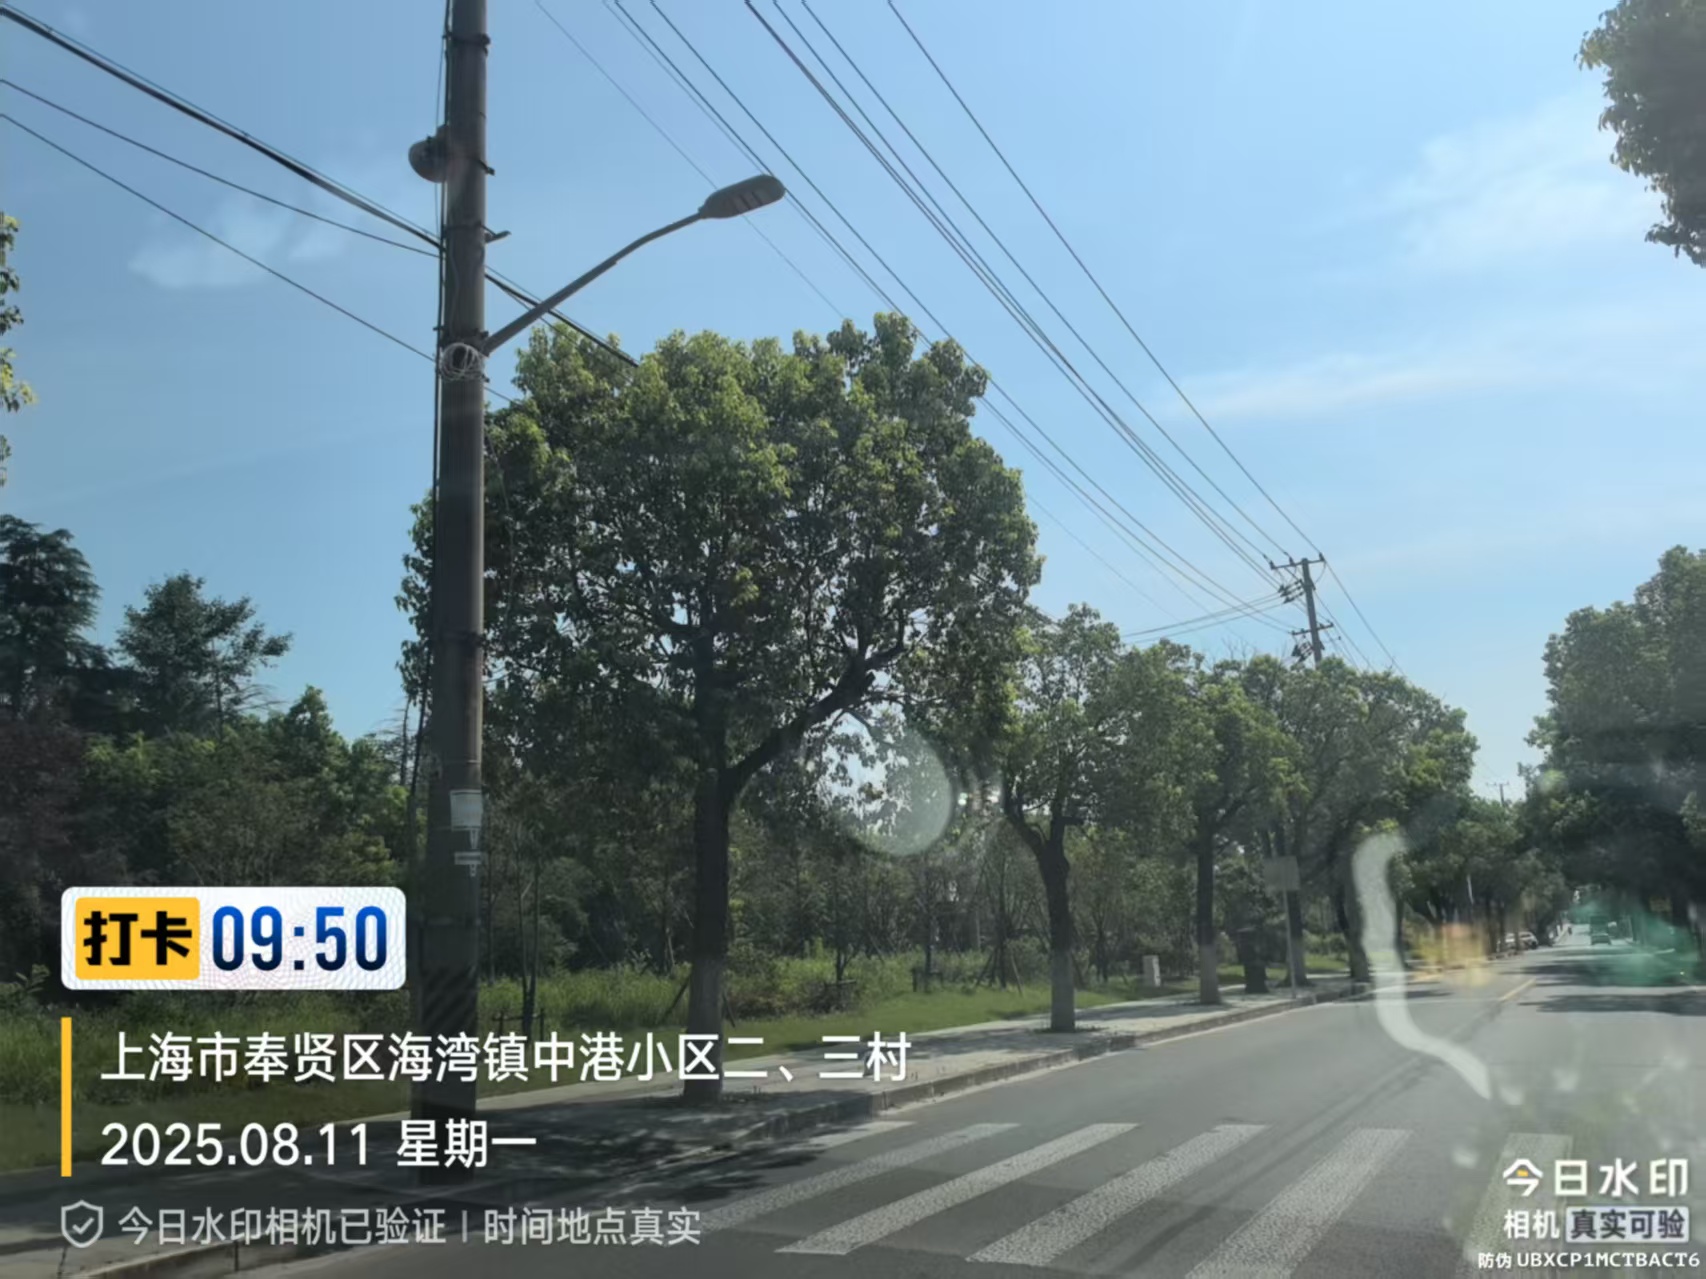 打卡 09:50
上海市奉贤区海湾镇中港小区二、三村
2025.08.11 星期一
今日水印相机已验证 | 时间地点真实
今日水印
相机 真实可验
防伪 UBXCP1MCTBACT6